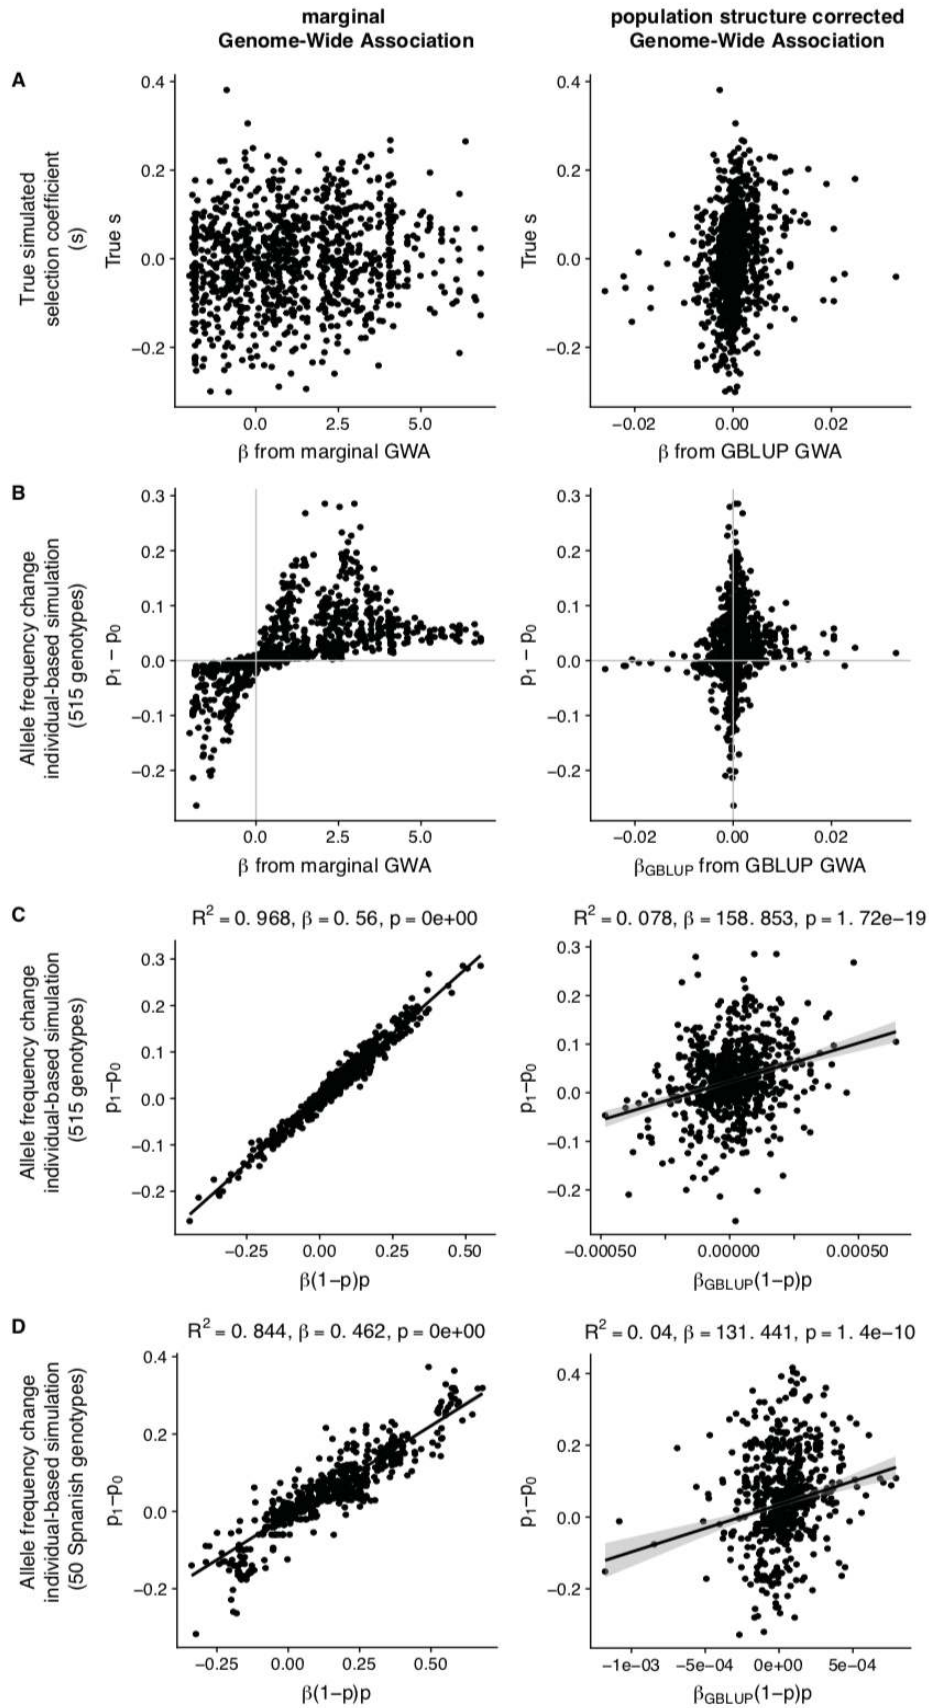 marginal
Genome-Wide Association
population structure corrected
Genome-Wide Association
A
True simulated
selection coefficient
(s)
True s
0.4
0.2
0.0
−0.2
0.0 2.5 5.0
β from marginal GWA
True s
0.4
0.2
0.0
−0.2
−0.02 0.00 0.02
β from GBLUP GWA
B
Allele frequency change
individual-based simulation
(515 genotypes)
p1 − p0
0.3
0.2
0.1
0.0
−0.1
−0.2
0.0 2.5 5.0
β from marginal GWA
p1 − p0
0.3
0.2
0.1
0.0
−0.1
−0.2
−0.02 0.00 0.02
βGBLUP from GBLUP GWA
C
Allele frequency change
individual-based simulation
(515 genotypes)
R² = 0. 968, β = 0. 56, p = 0e+00
p1−p0
0.3
0.2
0.1
0.0
−0.1
−0.2
−0.25 0.00 0.25 0.50
β(1−p)p
R² = 0. 078, β = 158. 853, p = 1. 72e−19
p1−p0
0.3
0.2
0.1
0.0
−0.1
−0.2
−0.00050 0.00000 0.00050
βGBLUP(1−p)p
D
Allele frequency change
individual-based simulation
(50 Spnanish genotypes)
R² = 0. 844, β = 0. 462, p = 0e+00
p1−p0
0.4
0.2
0.0
−0.2
−0.25 0.00 0.25 0.50
β(1−p)p
R² = 0. 04, β = 131. 441, p = 1. 4e−10
p1−p0
0.4
0.2
0.0
−0.2
−1e−03 −5e−04 0e+00 5e−04
βGBLUP(1−p)p